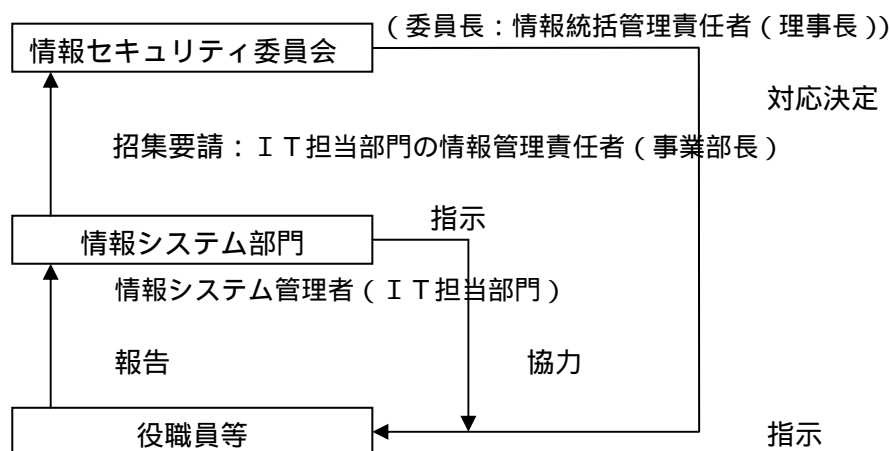 (委員長：情報統括管理責任者(理事長))
情報セキュリティ委員会
対応決定
招集要請：ＩＴ担当部門の情報管理責任者(事業部長)
指示
情報システム部門
情報システム管理者(ＩＴ担当部門)
報告
協力
役職員等
指示